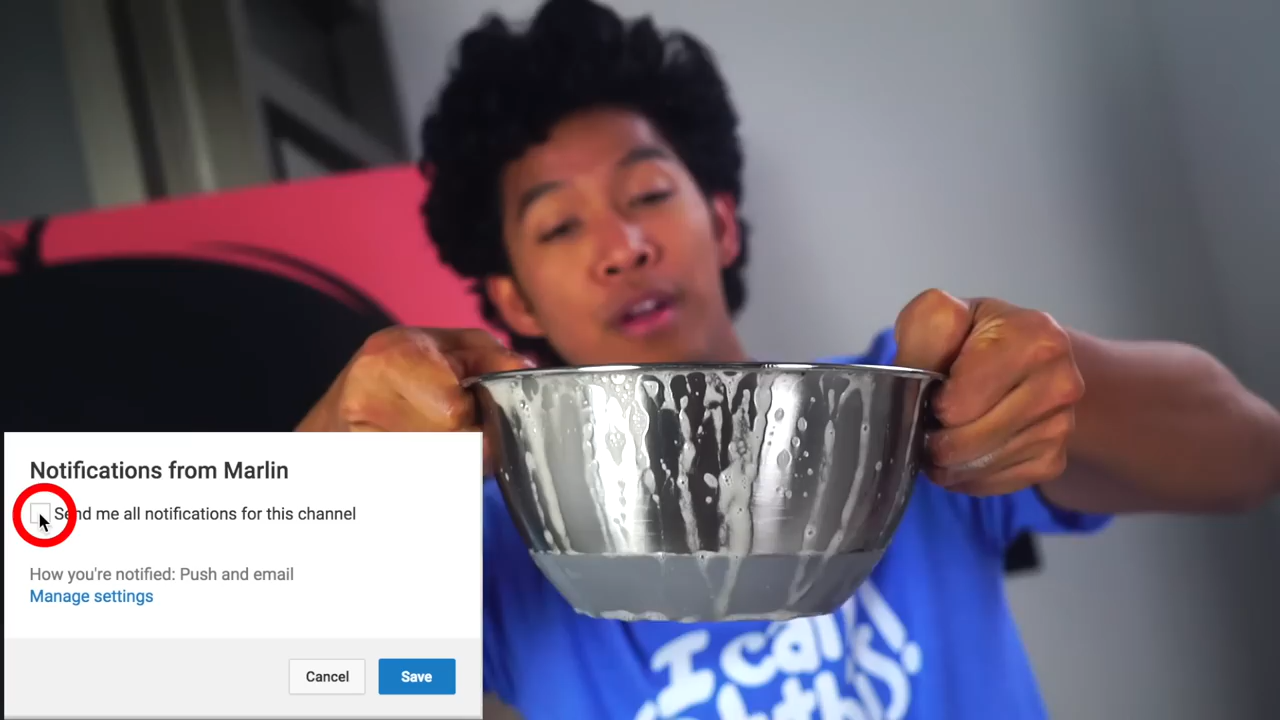 Notifications from Marlin
Send me all notifications for this channel
How you're notified: Push and email
Manage settings
Cancel
Save
I can